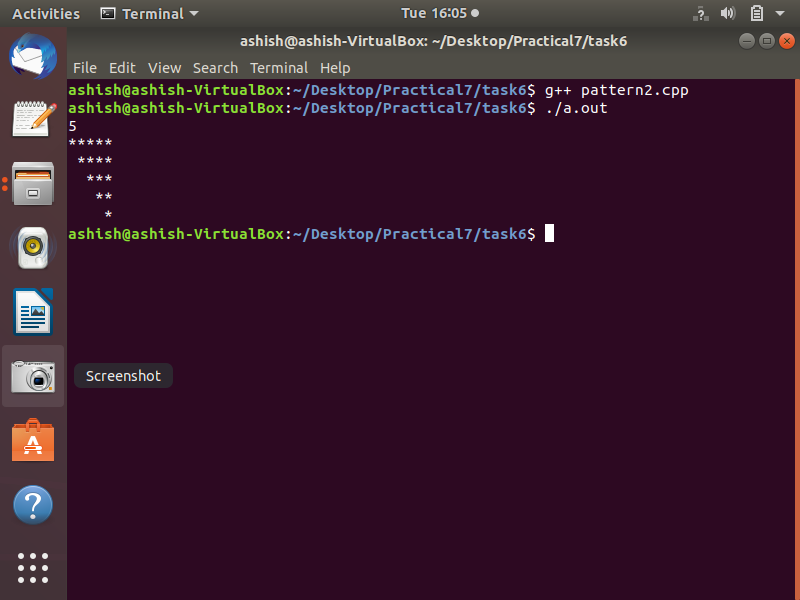 Activities Terminal Tue 16:05
ashish@ashish-VirtualBox: ~/Desktop/Practical7/task6
File Edit View Search Terminal Help
ashish@ashish-VirtualBox:~/Desktop/Practical7/task6$ g++ pattern2.cpp
ashish@ashish-VirtualBox:~/Desktop/Practical7/task6$ ./a.out
5
*****
 ****
  ***
   **
    *
ashish@ashish-VirtualBox:~/Desktop/Practical7/task6$
Screenshot